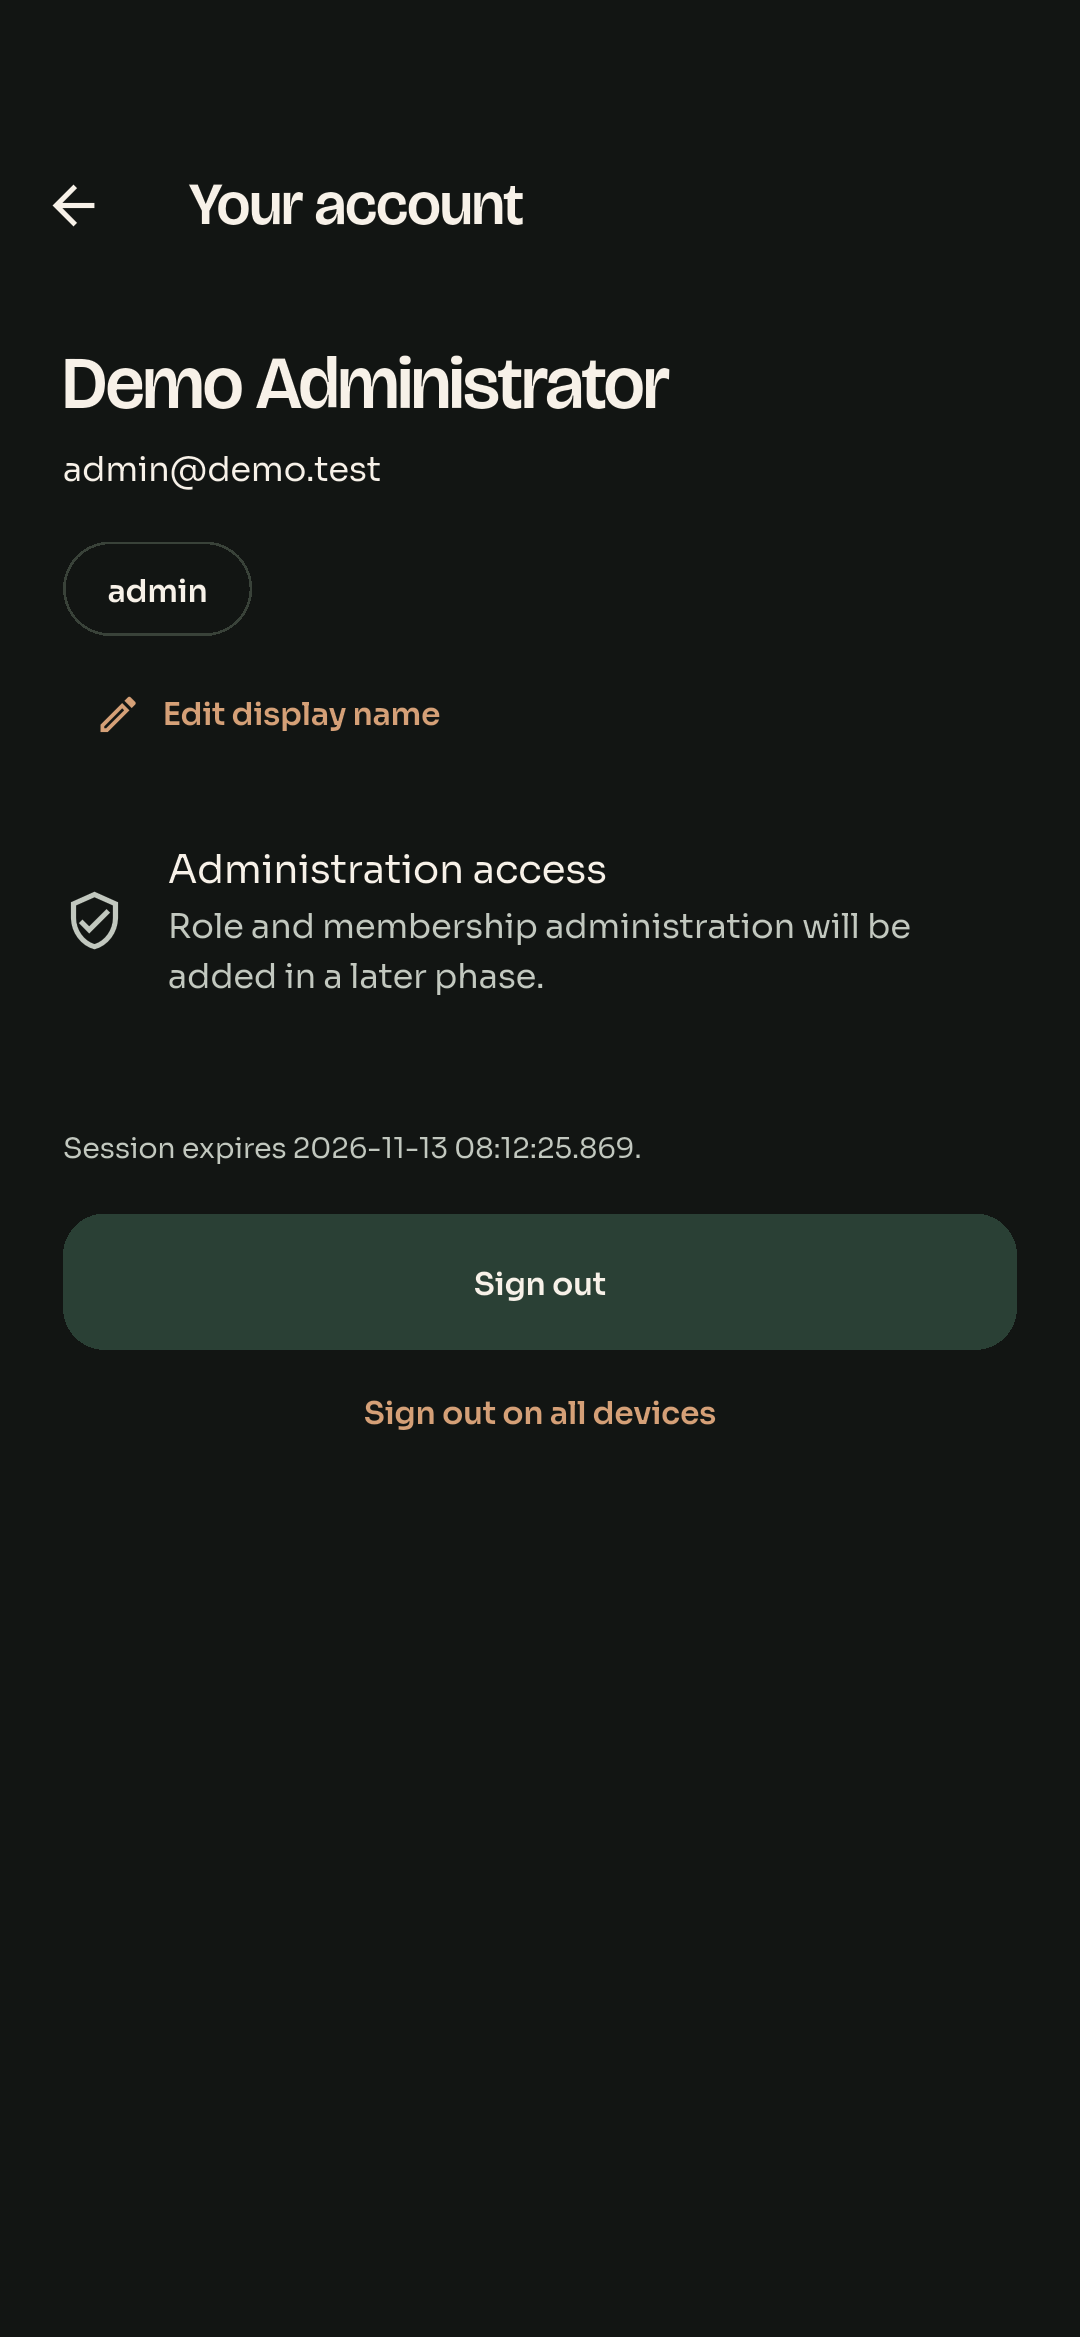 Your account
Demo Administrator
admin@demo.test
admin
Edit display name
Administration access
Role and membership administration will be
added in a later phase.
Session expires 2026-11-13 08:12:25.869.
Sign out
Sign out on all devices